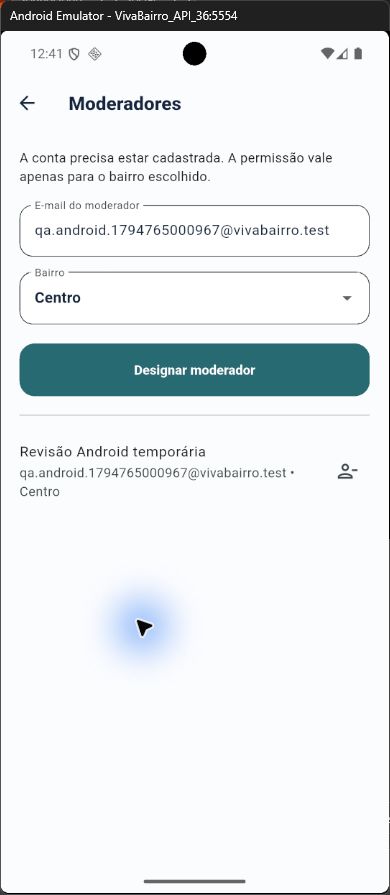 Android Emulator - VivaBairro_API_36:5554
12:41
Moderadores
A conta precisa estar cadastrada. A permissão vale
apenas para o bairro escolhido.
E-mail do moderador
qa.android.1794765000967@vivabairro.test
Bairro
Centro
Designar moderador
Revisão Android temporária
qa.android.1794765000967@vivabairro.test •
Centro